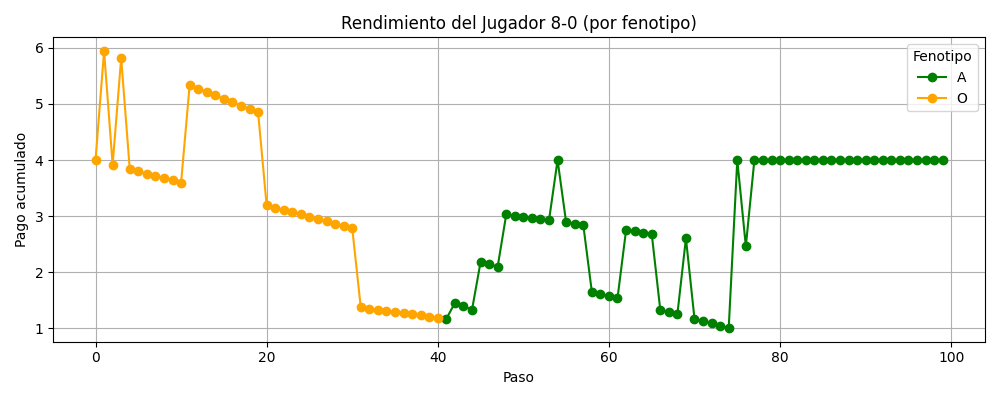 Rendimiento del Jugador 8-0 (por fenotipo)
Pago acumulado
6
5
4
3
2
1
Fenotipo
A
O
0 20 40 60 80 100
Paso